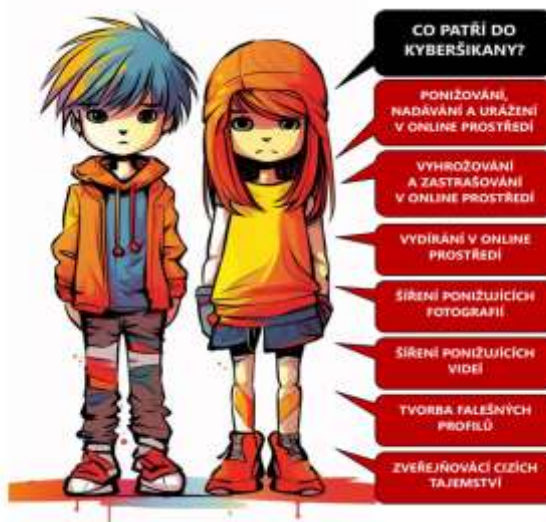 CO PATŘÍ DO
KYBERŠIKANY?
PONIŽOVÁNÍ,
NADÁVÁNÍ A URÁŽENÍ
V ONLINE PROSTŘEDÍ
VYHROŽOVÁNÍ
A ZASTRAŠOVÁNÍ
V ONLINE PROSTŘEDÍ
VYDÍRÁNÍ V ONLINE
PROSTŘEDÍ
ŠÍŘENÍ PONIŽUJÍCÍCH
FOTOGRAFIÍ
ŠÍŘENÍ PONIŽUJÍCÍCH
VIDEÍ
TVORBA FALEŠNÝCH
PROFILŮ
ZVEŘEJŇOVÁCÍ CIZÍCH
TAJEMSTVÍ